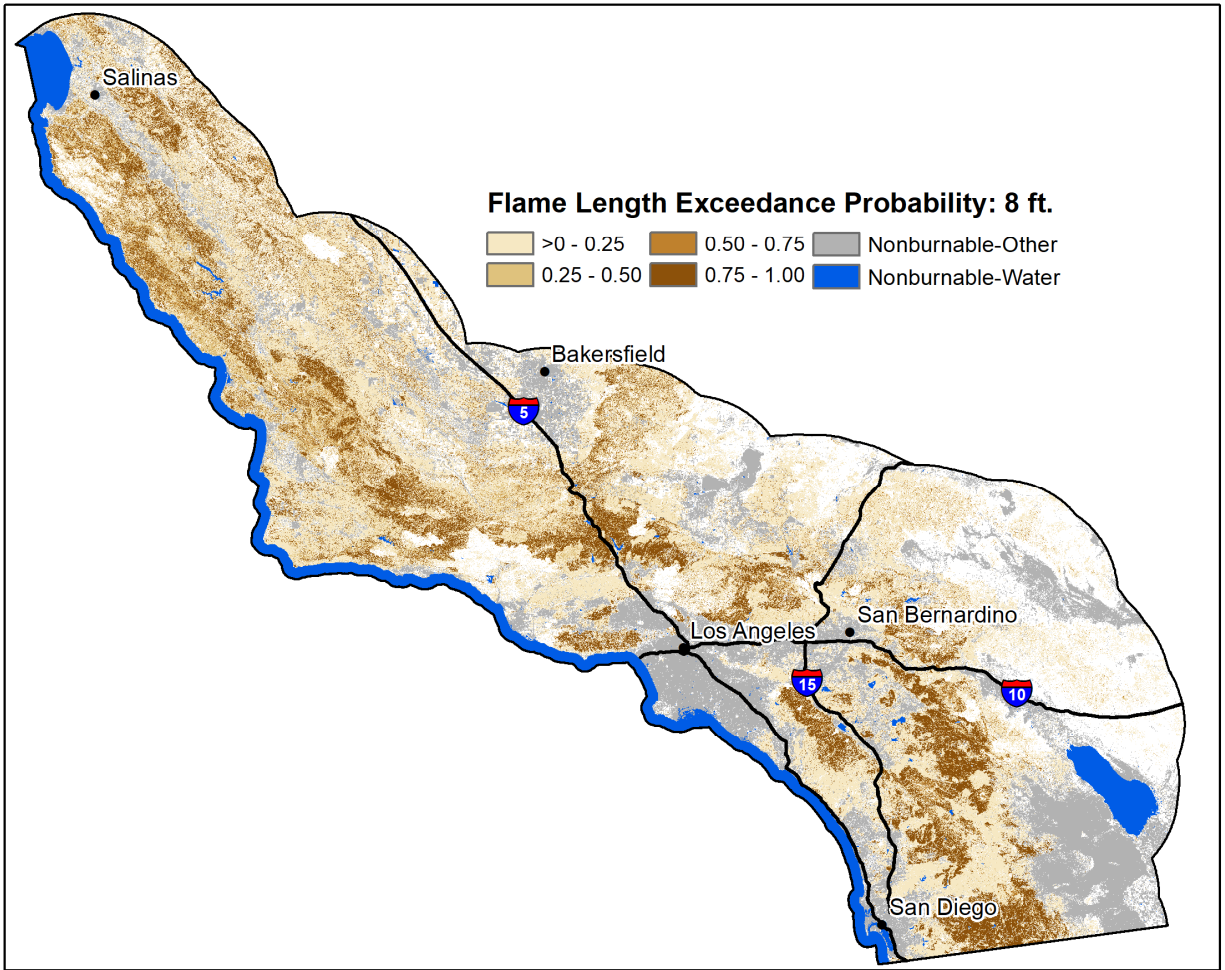 Salinas
Flame Length Exceedance Probability: 8 ft.
>0 - 0.25 0.50 - 0.75 Nonburnable-Other
0.25 - 0.50 0.75 - 1.00 Nonburnable-Water
Bakersfield
5
San Bernardino
Los Angeles
15
10
San Diego